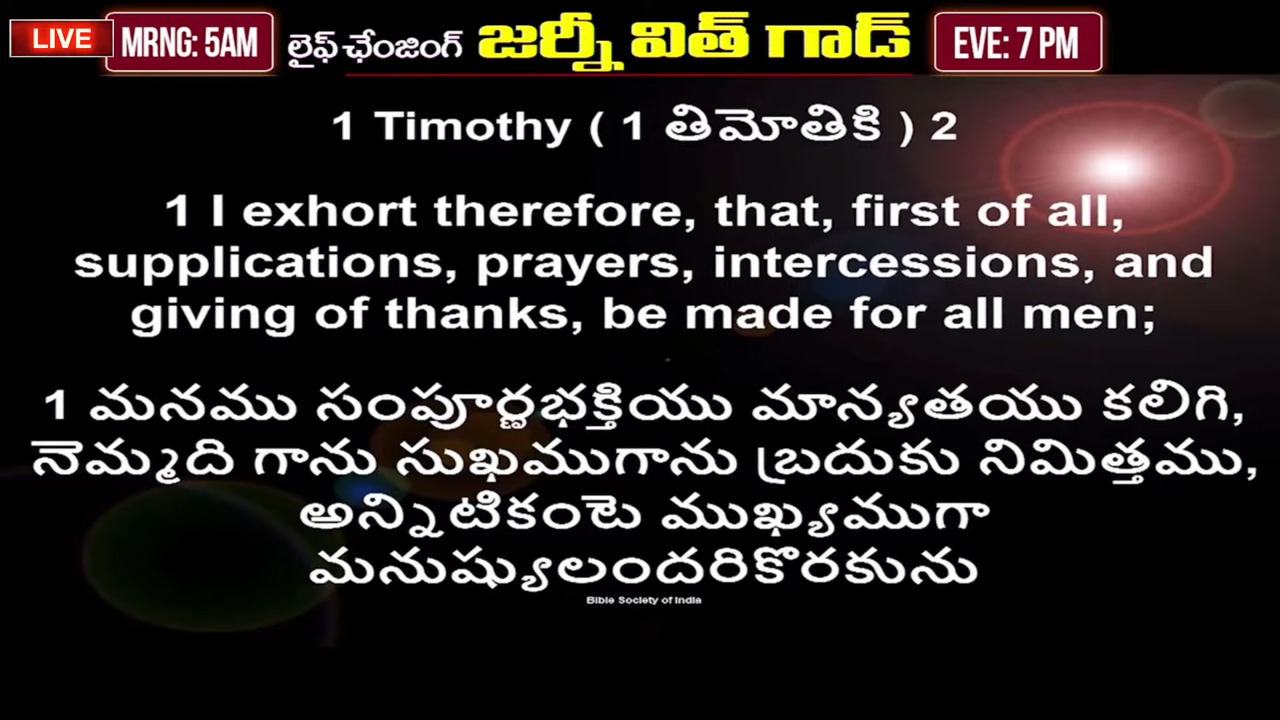 LIVE MRNG: 5AM లైఫ్ ఛేంజింగ్ జర్నీ విత్ గాడ్ EVE: 7 PM
1 Timothy ( 1 తిమోతికి ) 2
1 I exhort therefore, that, first of all,
supplications, prayers, intercessions, and
giving of thanks, be made for all men;
1 మనము సంపూర్ణభక్తియు మాన్యతయు కలిగి,
నెమ్మది గాను సుఖముగాను బ్రదుకు నిమిత్తము,
అన్నిటికంటె ముఖ్యముగా
మనుష్యులందరికొరకును
Bible Society of India